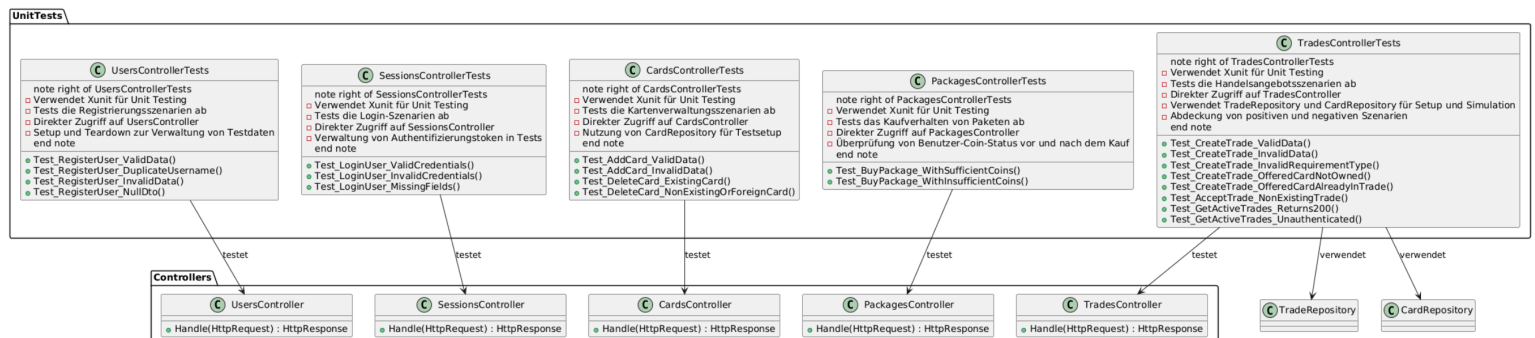 UnitTests
UsersControllerTests
note right of UsersControllerTests
Verwendet Xunit für Unit Testing
Tests die Registrierungsszenarien ab
Direkter Zugriff auf UsersController
Setup und Teardown zur Verwaltung von Testdaten
end note
Test_RegisterUser_ValidData()
Test_RegisterUser_DuplicateUsername()
Test_RegisterUser_InvalidData()
Test_RegisterUser_NullDto()
SessionsControllerTests
note right of SessionsControllerTests
Verwendet Xunit für Unit Testing
Tests die Login-Szenarien ab
Direkter Zugriff auf SessionsController
Verwaltung von Authentifizierungstoken in Tests
end note
Test_LoginUser_ValidCredentials()
Test_LoginUser_InvalidCredentials()
Test_LoginUser_MissingFields()
CardsControllerTests
note right of CardsControllerTests
Verwendet Xunit für Unit Testing
Tests die Kartenverwaltungsszenarien ab
Direkter Zugriff auf CardsController
Nutzung von CardRepository für Testsetup
end note
Test_AddCard_ValidData()
Test_AddCard_InvalidData()
Test_DeleteCard_ExistingCard()
Test_DeleteCard_NonExistingOrForeignCard()
PackagesControllerTests
note right of PackagesControllerTests
Verwendet Xunit für Unit Testing
Tests das Kaufverhalten von Paketen ab
Direkter Zugriff auf PackagesController
Überprüfung von Benutzer-Coin-Status vor und nach dem Kauf
end note
Test_BuyPackage_WithSufficientCoins()
Test_BuyPackage_WithInsufficientCoins()
TradesControllerTests
note right of TradesControllerTests
Verwendet Xunit für Unit Testing
Tests die Handelsangebotsszenarien ab
Direkter Zugriff auf TradesController
Verwendet TradeRepository und CardRepository für Setup und Simulation
Abdeckung von positiven und negativen Szenarien
end note
Test_CreateTrade_ValidData()
Test_CreateTrade_InvalidData()
Test_CreateTrade_InvalidRequirementType()
Test_CreateTrade_OfferedCardNotOwned()
Test_CreateTrade_OfferedCardAlreadyInTrade()
Test_AcceptTrade_NonExistingTrade()
Test_GetActiveTrades_Returns200()
Test_GetActiveTrades_Unauthenticated()
testet
testet
testet
testet
testet
verwendet
verwendet
Controllers
UsersController
Handle(HttpRequest) : HttpResponse
SessionsController
Handle(HttpRequest) : HttpResponse
CardsController
Handle(HttpRequest) : HttpResponse
PackagesController
Handle(HttpRequest) : HttpResponse
TradesController
Handle(HttpRequest) : HttpResponse
TradeRepository
CardRepository